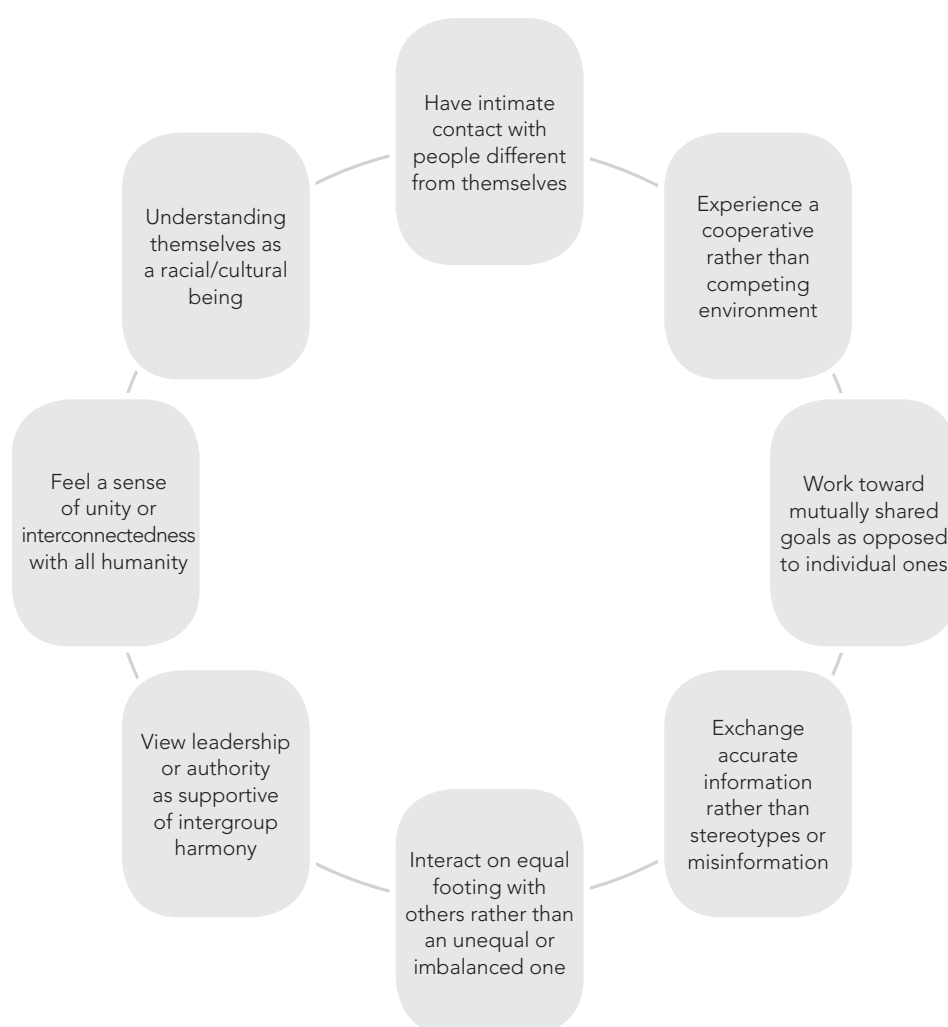 Have intimate
contact with
people different
from themselves
Experience a
cooperative
rather than
competing
environment
Work toward
mutually shared
goals as opposed
to individual ones
Exchange
accurate
information
rather than
stereotypes or
misinformation
Interact on equal
footing with
others rather than
an unequal or
imbalanced one
View leadership
or authority
as supportive
of intergroup
harmony
Feel a sense
of unity or
interconnectedness
with all humanity
Understanding
themselves as
a racial/cultural
being